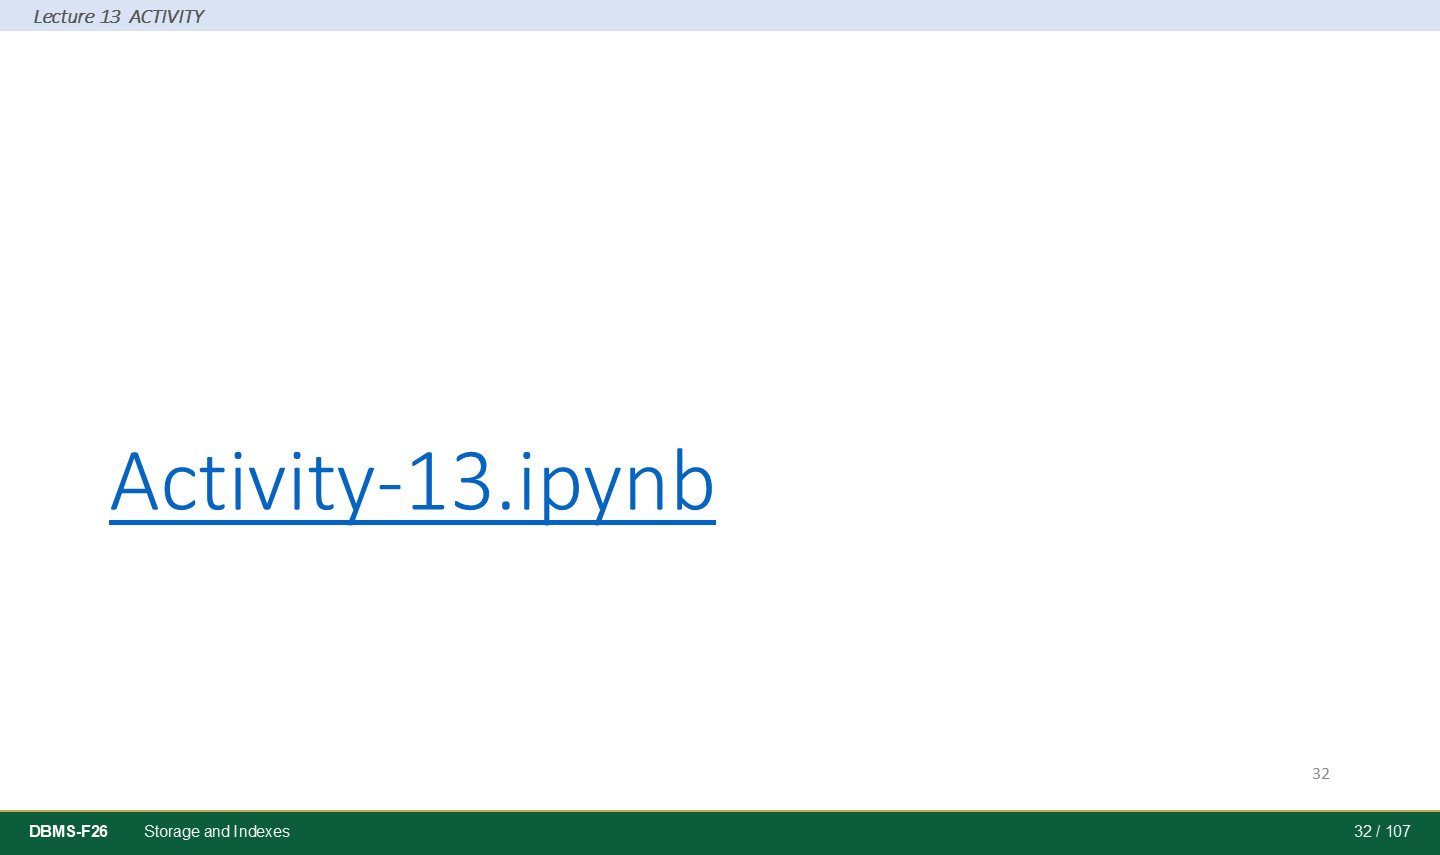 Lecture 13 ACTIVITY
Activity-13.ipynb
32
DBMS-F26 Storage and Indexes 32 / 107